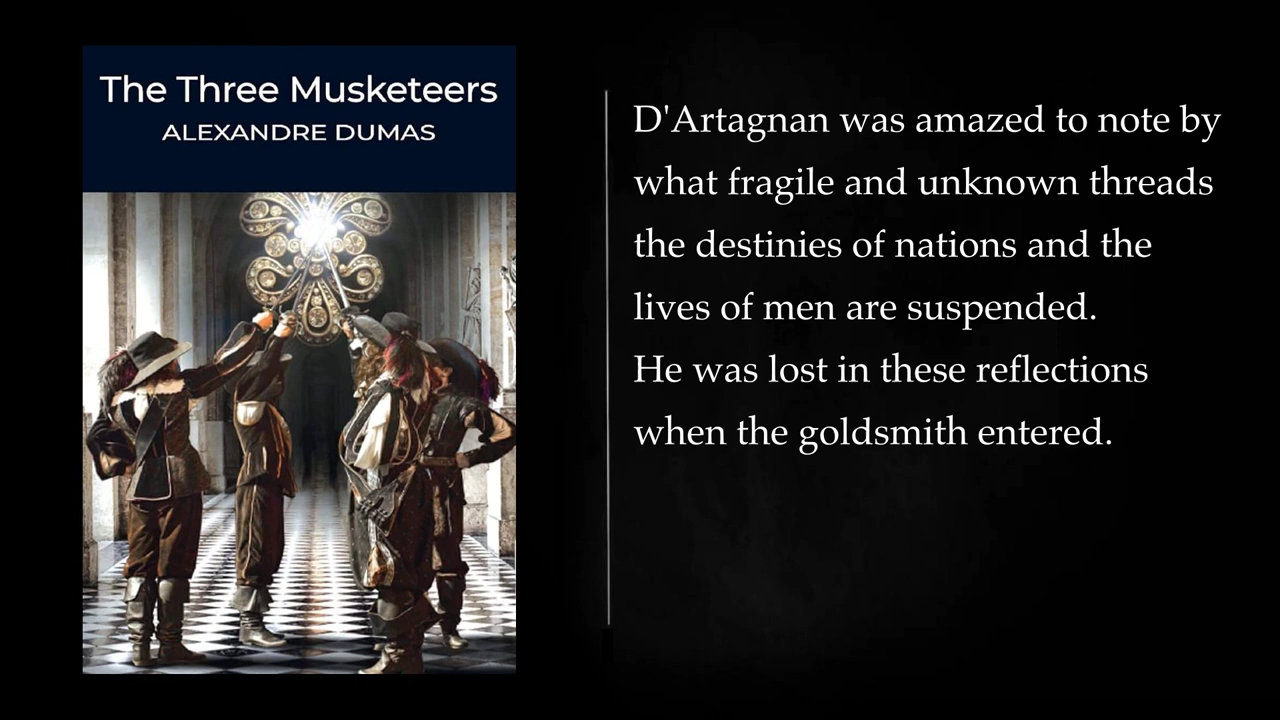 The Three Musketeers
ALEXANDRE DUMAS
D'Artagnan was amazed to note by
what fragile and unknown threads
the destinies of nations and the
lives of men are suspended.
He was lost in these reflections
when the goldsmith entered.